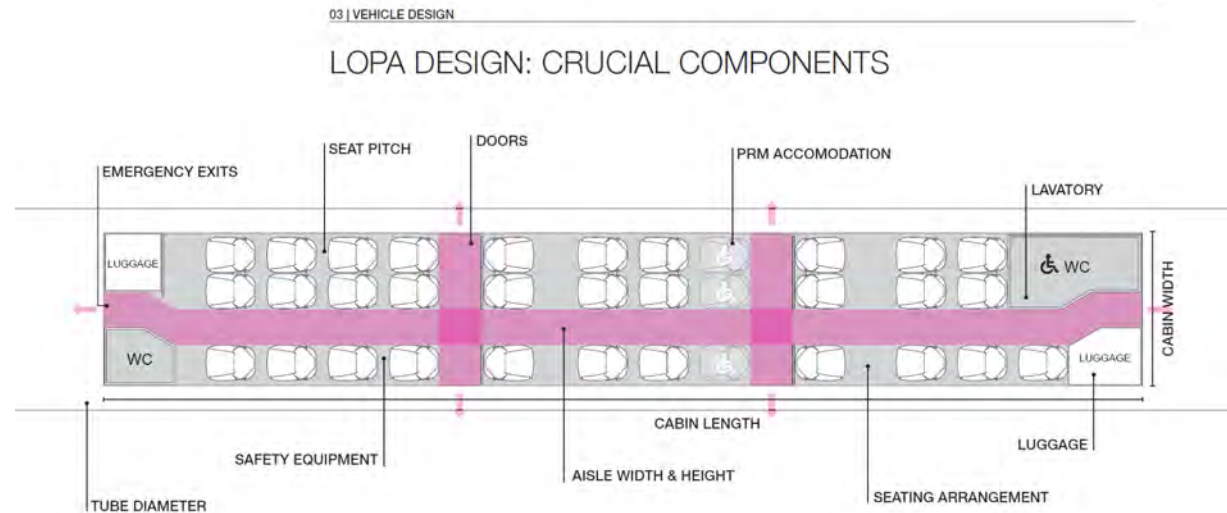 03 | VEHICLE DESIGN
LOPA DESIGN: CRUCIAL COMPONENTS
DOORS
SEAT PITCH
PRM ACCOMODATION
EMERGENCY EXITS
LAVATORY
LUGGAGE
WC
CABIN WIDTH
WC
LUGGAGE
CABIN LENGTH
LUGGAGE
SAFETY EQUIPMENT
AISLE WIDTH & HEIGHT
SEATING ARRANGEMENT
TUBE DIAMETER